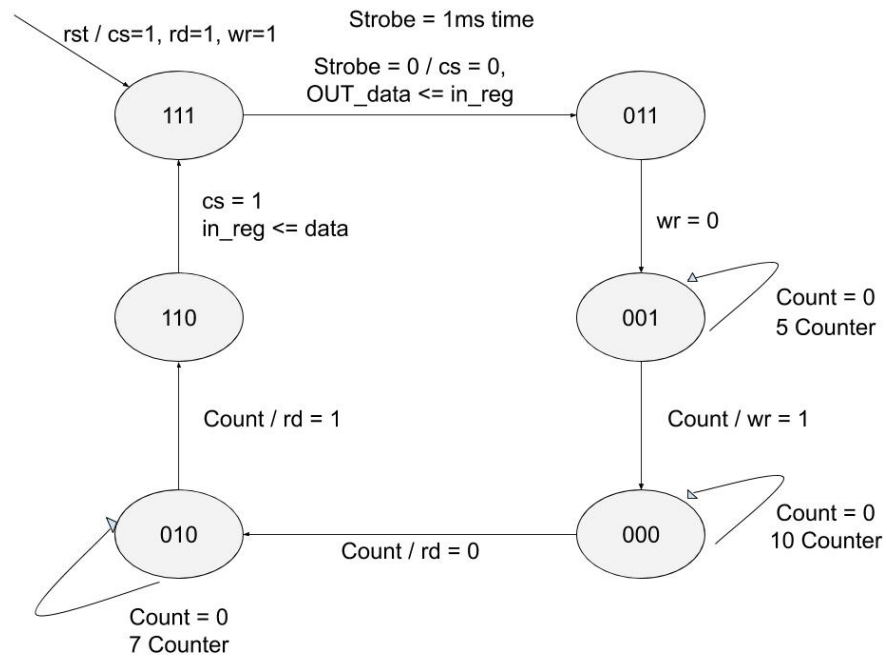 Strobe = 1ms time
rst / cs=1, rd=1, wr=1
Strobe = 0 / cs = 0,
OUT_data <= in_reg
111
011
cs = 1
in_reg <= data
wr = 0
110
001
Count = 0
5 Counter
Count / rd = 1
Count / wr = 1
010
000
Count = 0
10 Counter
Count / rd = 0
Count = 0
7 Counter